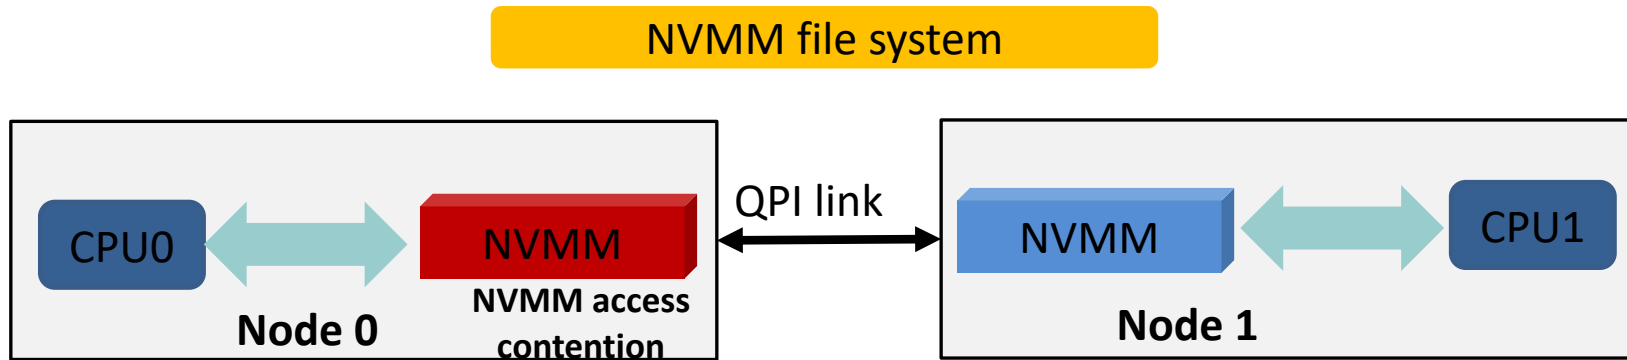 NVMM file system
CPU0
NVMM
NVMM access
contention
Node 0
QPI link
NVMM
CPU1
Node 1